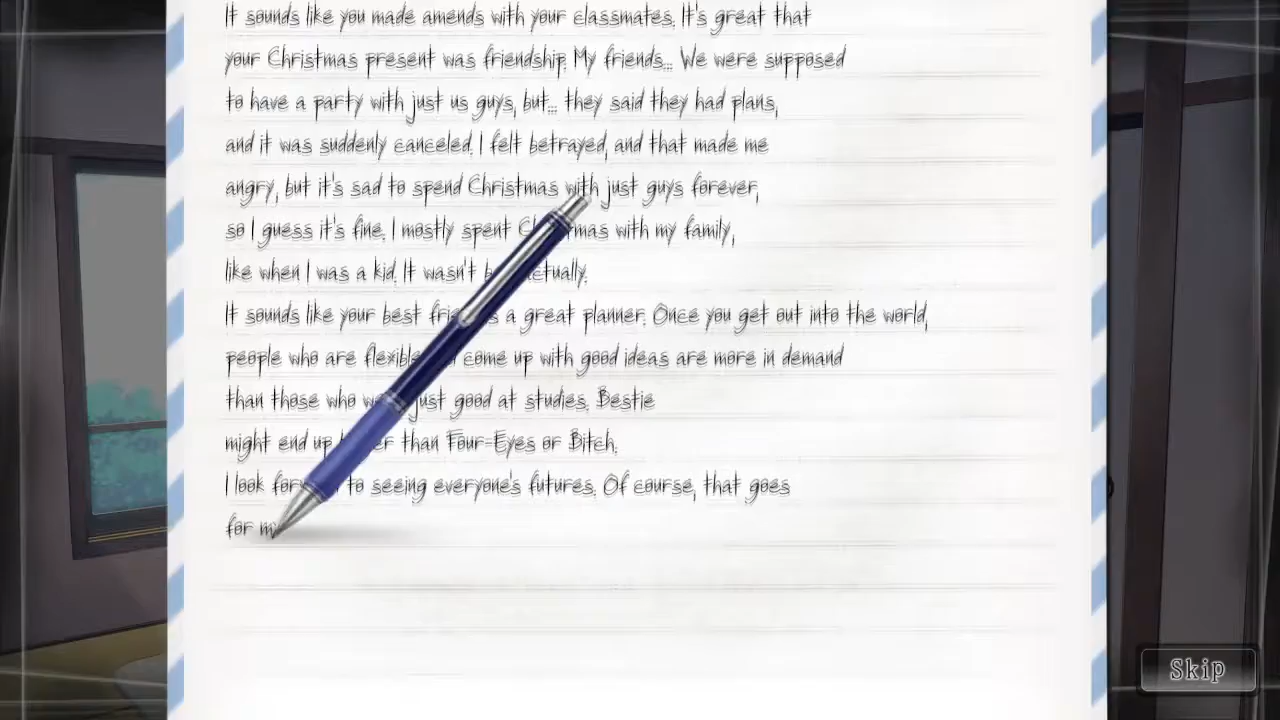 It sounds like you made amends with your classmates. It's great that
your Christmas present was friendship. My friends... We were supposed
to have a party with just us guys, but... they said they had plans,
and it was suddenly canceled. I felt betrayed, and that made me
angry, but it's sad to spend Christmas with just guys forever,
so I guess it's fine. I mostly spent with my family,
like when I was a kid. It wasn't
It sounds like your best a great planner. Once you get out into the world,
people who are flexible come up with good ideas are more in demand
than those who just good at studies. Bestie
might end up than Four-Eyes or Bitch.
I look to seeing everyone's futures. Of course, that goes
for
Skip